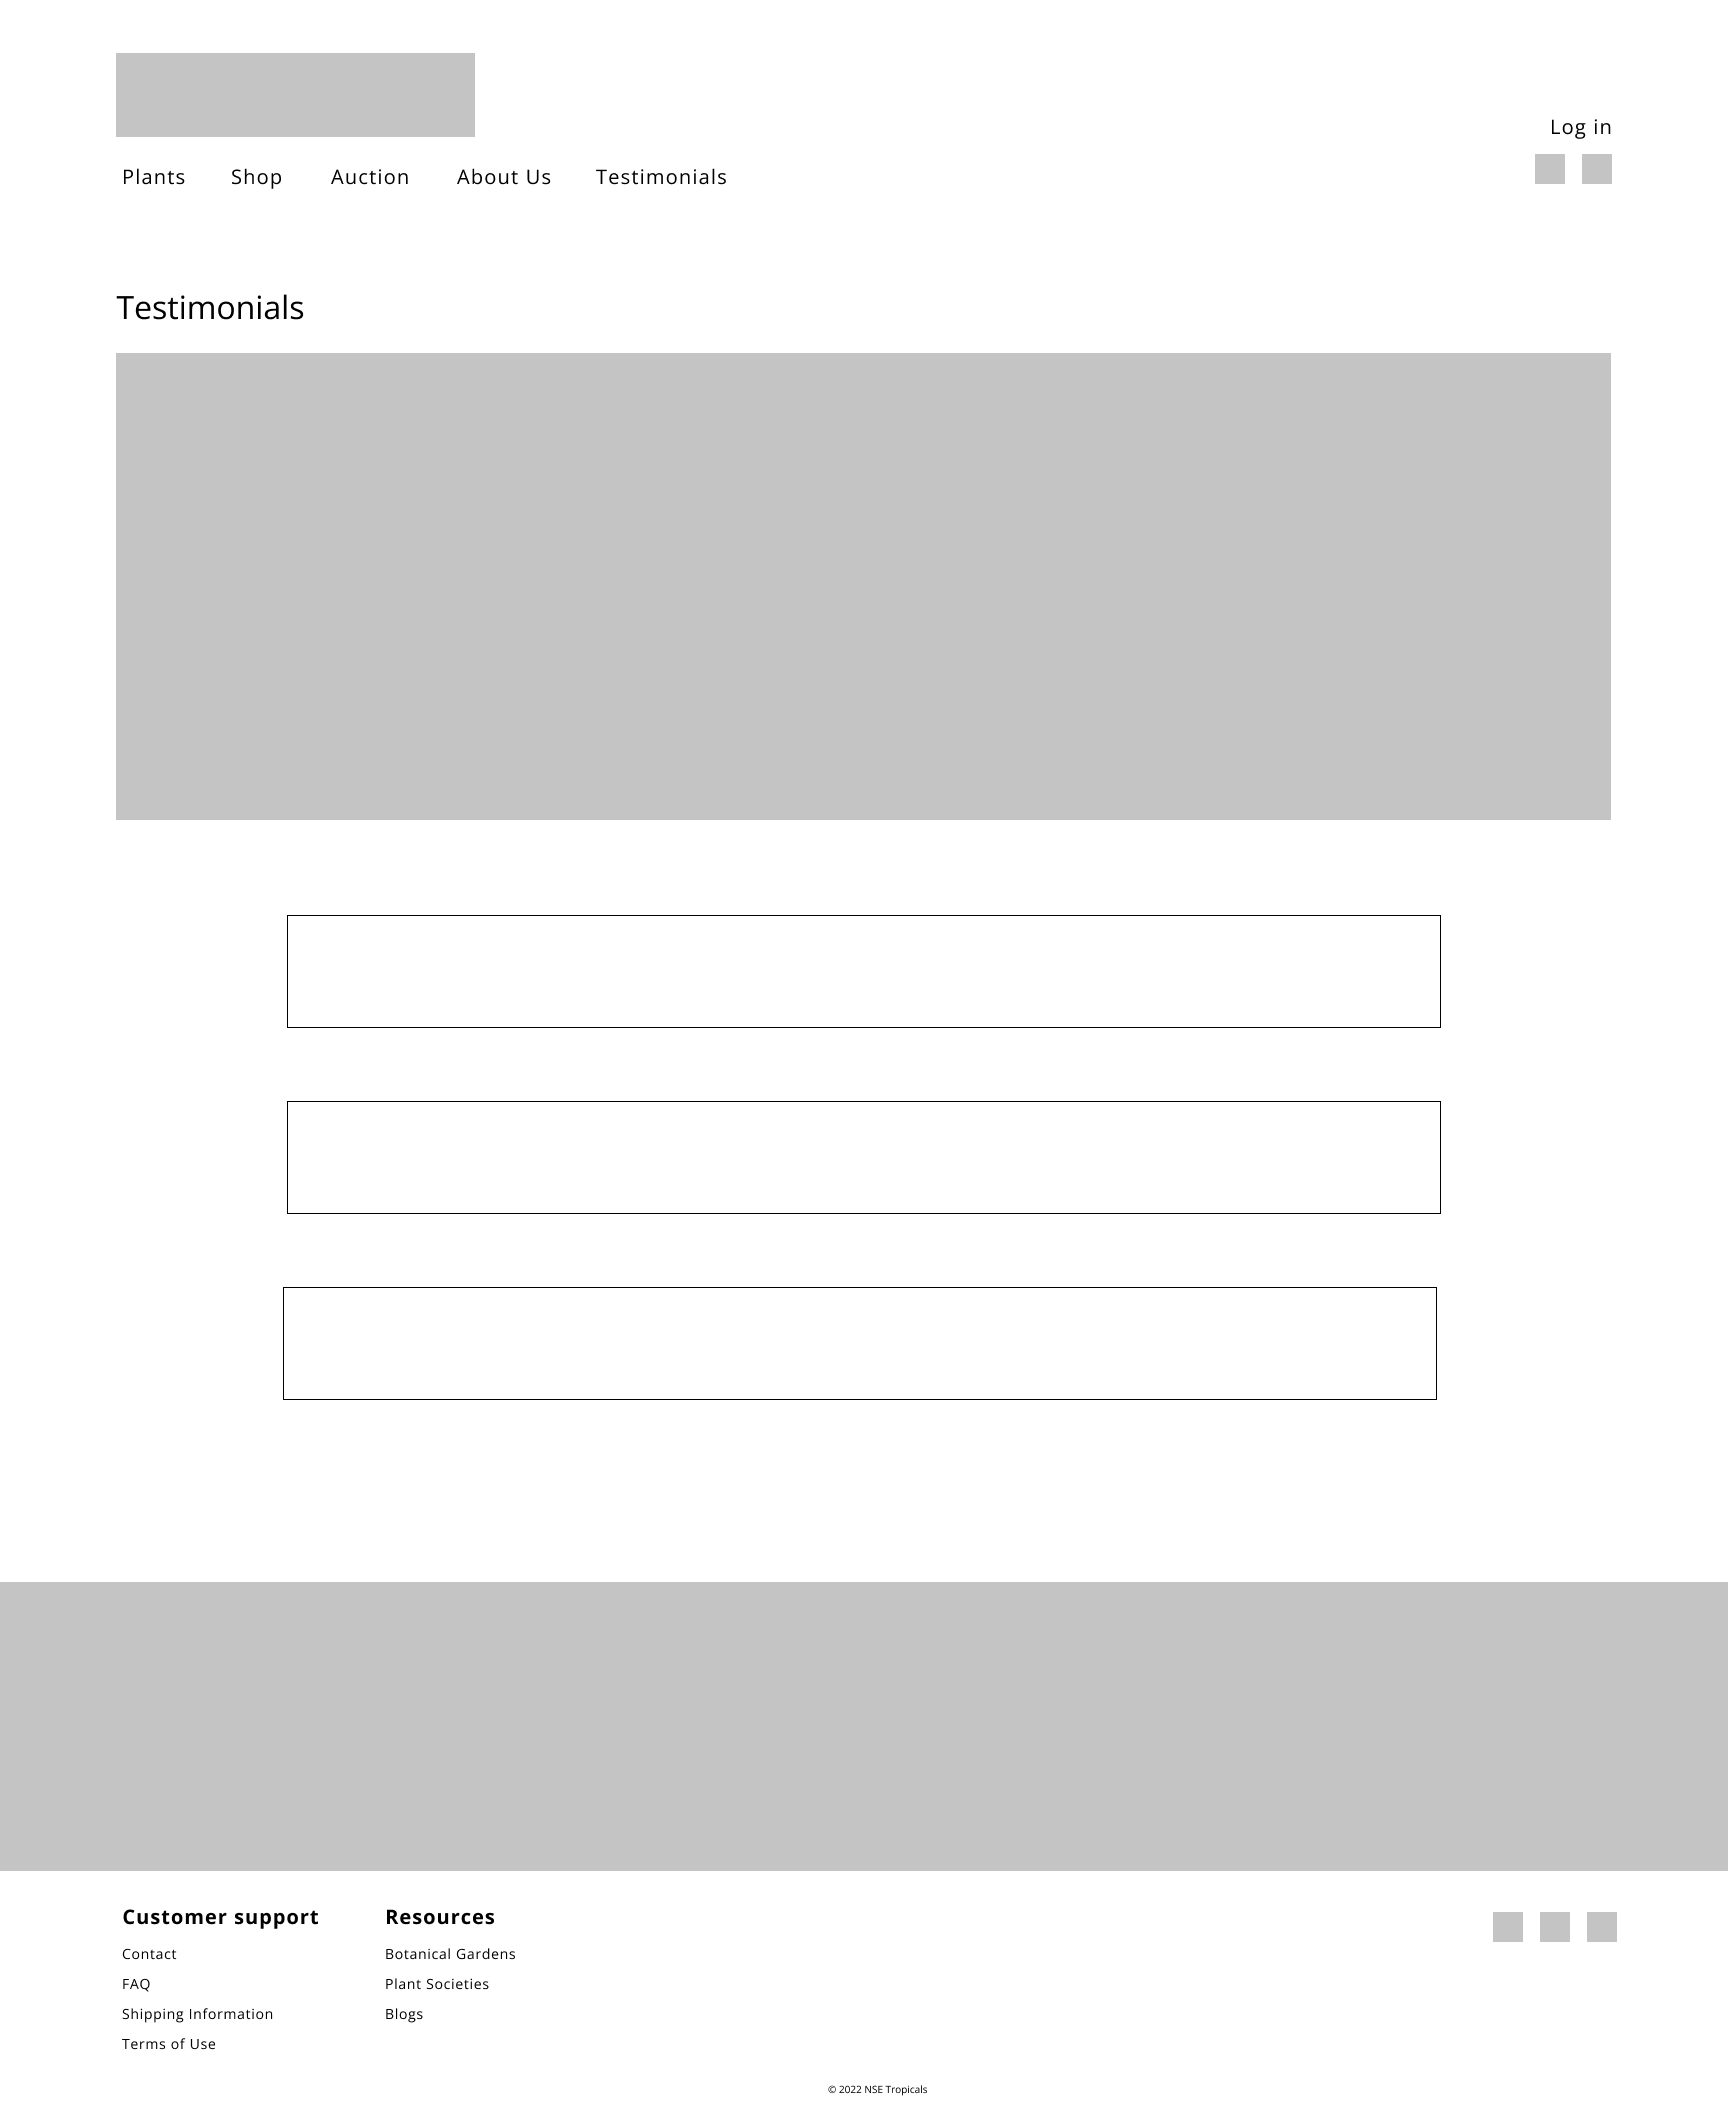 Log in
Plants Shop Auction About Us Testimonials
Testimonials
Customer support
Contact
FAQ
Shipping Information
Terms of Use
Resources
Botanical Gardens
Plant Societies
Blogs
© 2022 NSE Tropicals